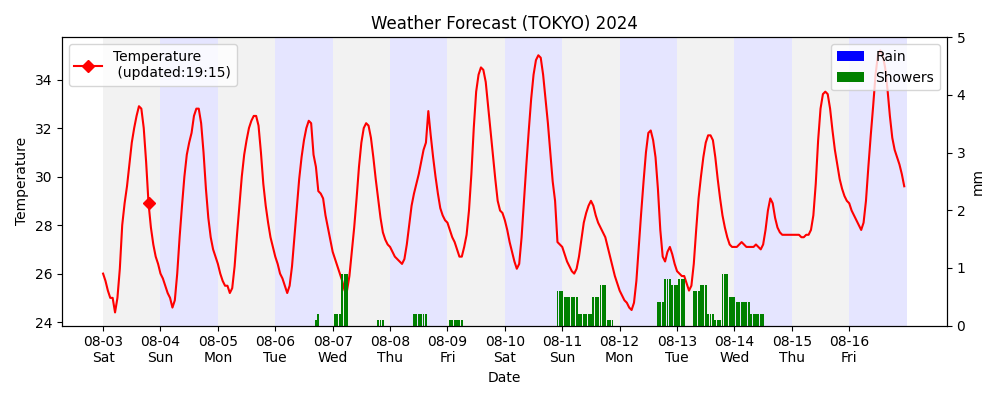 Weather Forecast (TOKYO) 2024
Temperature
(updated:19:15)
Rain
Showers
Temperature
34
32
30
28
26
24
5
4
3
2
1
0
mm
08-03 08-04 08-05 08-06 08-07 08-08 08-09 08-10 08-11 08-12 08-13 08-14 08-15 08-16
Sat Sun Mon Tue Wed Thu Fri Sat Sun Mon Tue Wed Thu Fri
Date